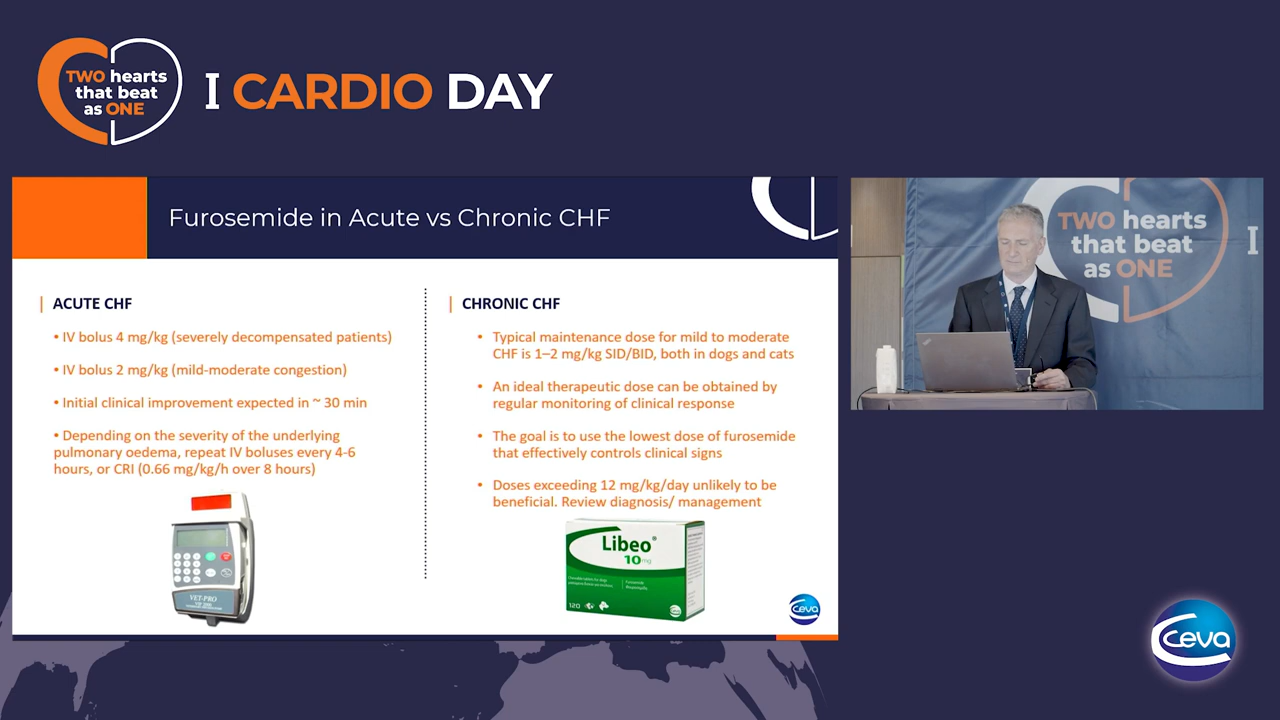 TWO hearts
that beat
as ONE
I CARDIO DAY
Furosemide in Acute vs Chronic CHF
ACUTE CHF
• IV bolus 4 mg/kg (severely decompensated patients)
• IV bolus 2 mg/kg (mild-moderate congestion)
• Initial clinical improvement expected in ~ 30 min
• Depending on the severity of the underlying
pulmonary oedema, repeat IV boluses every 4-6
hours, or CRI (0.66 mg/kg/h over 8 hours)
VET-PRO
CHRONIC CHF
• Typical maintenance dose for mild to moderate
CHF is 1–2 mg/kg SID/BID, both in dogs and cats
• An ideal therapeutic dose can be obtained by
regular monitoring of clinical response
• The goal is to use the lowest dose of furosemide
that effectively controls clinical signs
• Doses exceeding 12 mg/kg/day unlikely to be
beneficial. Review diagnosis/ management
Libeo®
10mg
120
Ceva
TWO hearts
that beat
as ONE
I
Ceva